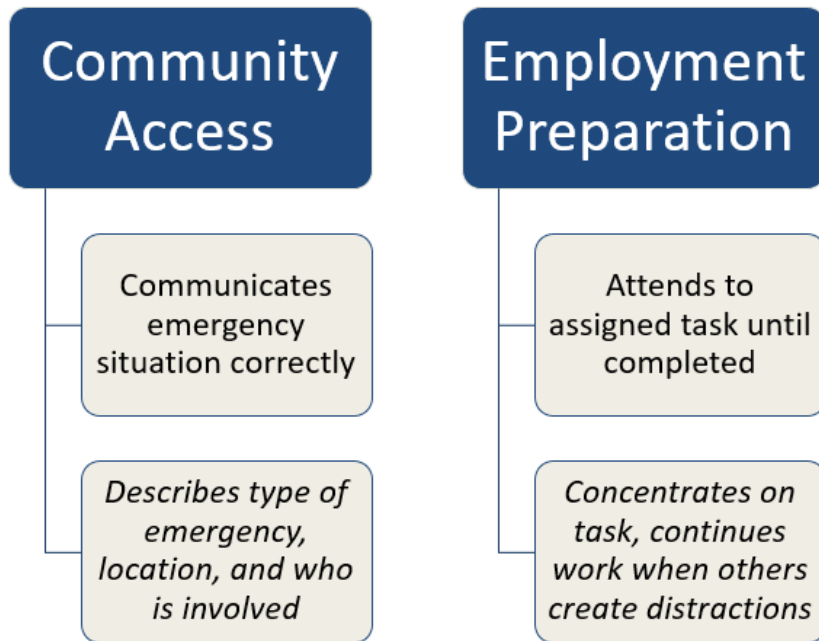 Community
Access
Communicates
emergency
situation correctly
Describes type of
emergency,
location, and who
is involved
Employment
Preparation
Attends to
assigned task until
completed
Concentrates on
task, continues
work when others
create distractions